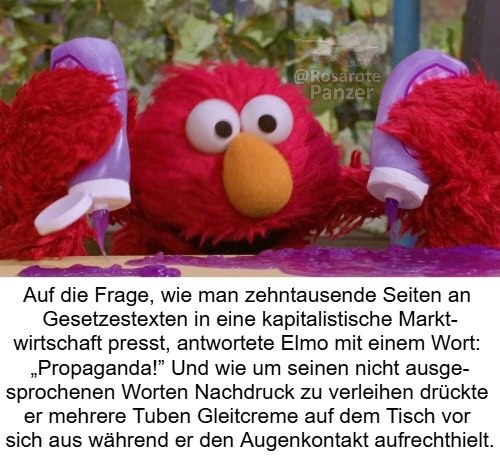 @Rosarote
Panzer
Auf die Frage, wie man zehntausende Seiten an
Gesetzestexten in eine kapitalistische Markt-
wirtschaft presst, antwortete Elmo mit einem Wort:
„Propaganda!” Und wie um seinen nicht ausge-
sprochenen Worten Nachdruck zu verleihen drückte
er mehrere Tuben Gleitcreme auf dem Tisch vor
sich aus während er den Augenkontakt aufrechthielt.